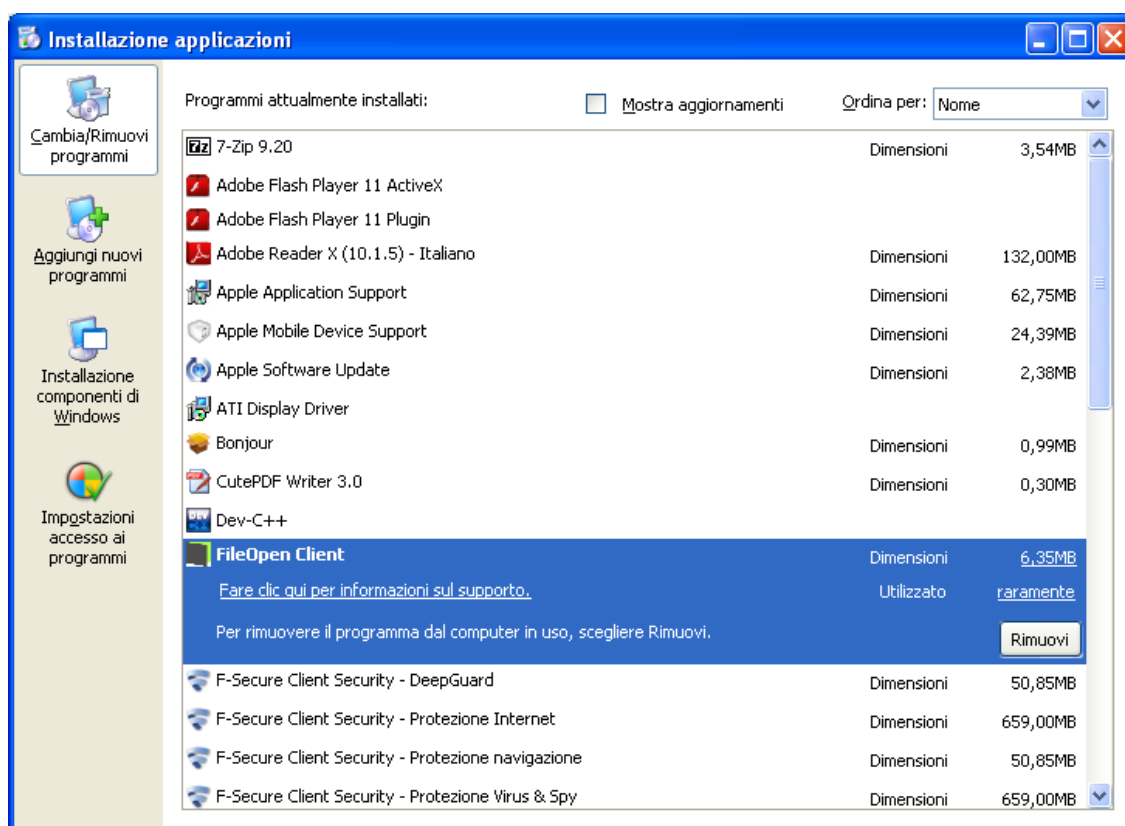 Installazione applicazioni
Cambia/Rimuovi
programmi
Aggiungi nuovi
programmi
Installazione
componenti di
Windows
Impostazioni
accesso ai
programmi
Programmi attualmente installati: Mostra aggiornamenti Ordina per: Nome
7-Zip 9.20 Dimensioni 3,54MB
Adobe Flash Player 11 ActiveX
Adobe Flash Player 11 Plugin
Adobe Reader X (10.1.5) - Italiano Dimensioni 132,00MB
Apple Application Support Dimensioni 62,75MB
Apple Mobile Device Support Dimensioni 24,39MB
Apple Software Update Dimensioni 2,38MB
ATI Display Driver
Bonjour Dimensioni 0,99MB
CutePDF Writer 3.0 Dimensioni 0,30MB
Dev-C++
FileOpen Client Dimensioni 6,35MB
Fare clic qui per informazioni sul supporto. Utilizzato raramente
Per rimuovere il programma dal computer in uso, scegliere Rimuovi. Rimuovi
F-Secure Client Security - DeepGuard Dimensioni 50,85MB
F-Secure Client Security - Protezione Internet Dimensioni 659,00MB
F-Secure Client Security - Protezione navigazione Dimensioni 50,85MB
F-Secure Client Security - Protezione Virus & Spy Dimensioni 659,00MB